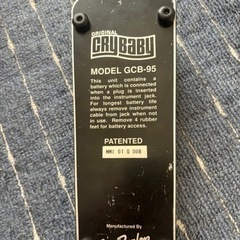 ORIGINAL
CRYBABY
MODEL GCB-95
This unit contains a
battery which is connected
when a plug is inserted
into the instrument jack.
For longest battery life
always remove instrument
cable from jack when not
in use. Remove 4 rubber
feet for battery access.
PATENTED
Manufactured By
Dunlop